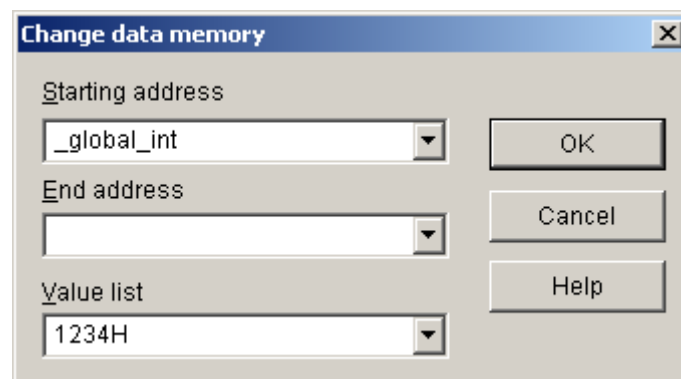 Change data memory
Starting address
_global_int
OK
End address
Cancel
Value list
Help
1234H